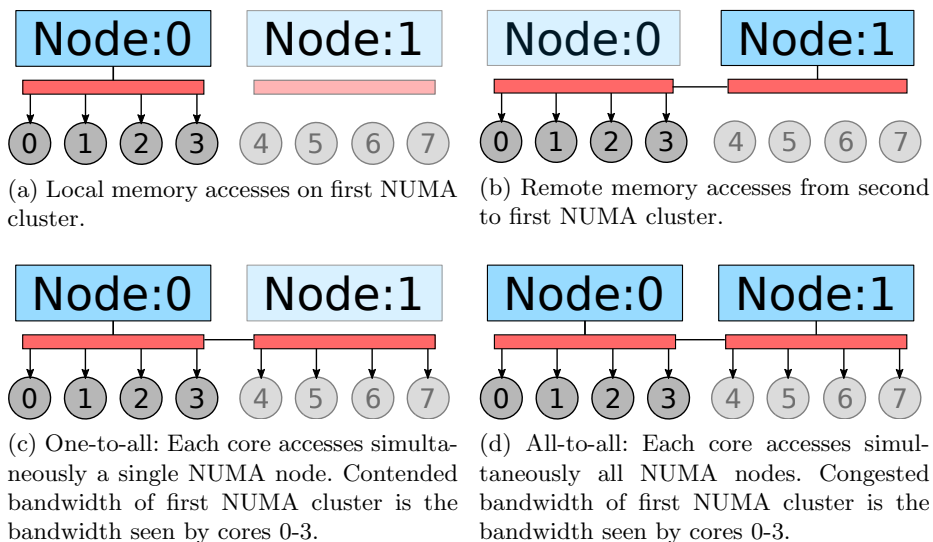 Node:0 Node:1
0 1 2 3 4 5 6 7
(a) Local memory accesses on first NUMA
cluster.
Node:0 Node:1
0 1 2 3 4 5 6 7
(b) Remote memory accesses from second
to first NUMA cluster.
Node:0 Node:1
0 1 2 3 4 5 6 7
(c) One-to-all: Each core accesses simulta-
neously a single NUMA node. Contended
bandwidth of first NUMA cluster is the
bandwidth seen by cores 0-3.
Node:0 Node:1
0 1 2 3 4 5 6 7
(d) All-to-all: Each core accesses simul-
taneously all NUMA nodes. Congested
bandwidth of first NUMA cluster is the
bandwidth seen by cores 0-3.